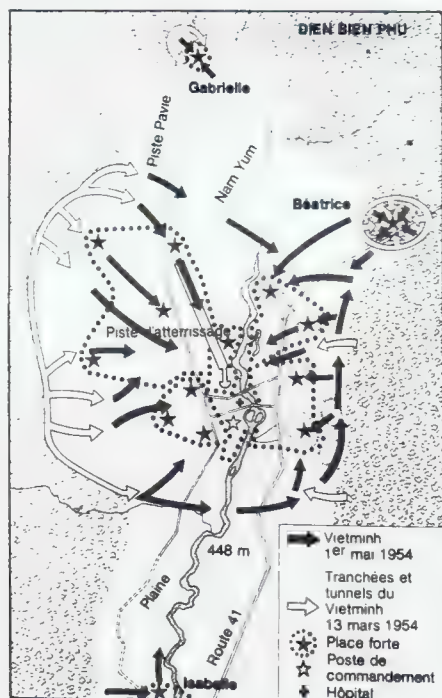 DIEN BIEN PHU
Gabrielle
Piste Pavie
Nam Yum
Béatrice
Piste d'atterrissage
448 m
Plaine
Route 41
Isabelle
Vietminh
1er mai 1954
Tranchées et
tunnels du
Vietminh
13 mars 1954
Place forte
Poste de
commandement
Hôpital